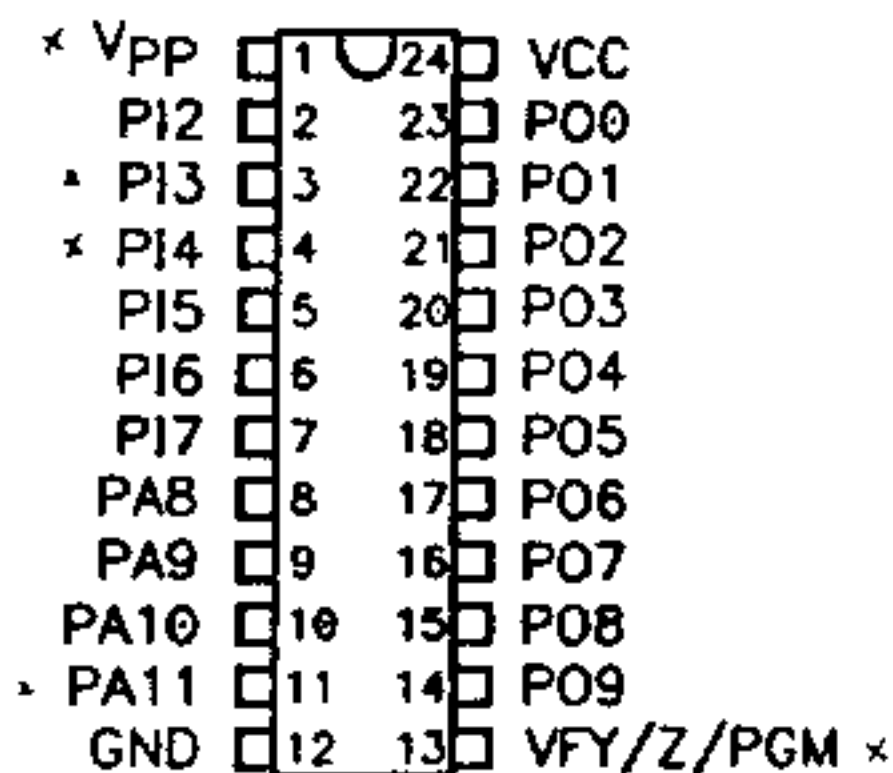 × VPP 1 24 VCC
PI2 2 23 PO0
PI3 3 22 PO1
× PI4 4 21 PO2
PI5 5 20 PO3
PI6 6 19 PO4
PI7 7 18 PO5
PA8 8 17 PO6
PA9 9 16 PO7
PA10 10 15 PO8
PA11 11 14 PO9
GND 12 13 VFY/Z/PGM ×